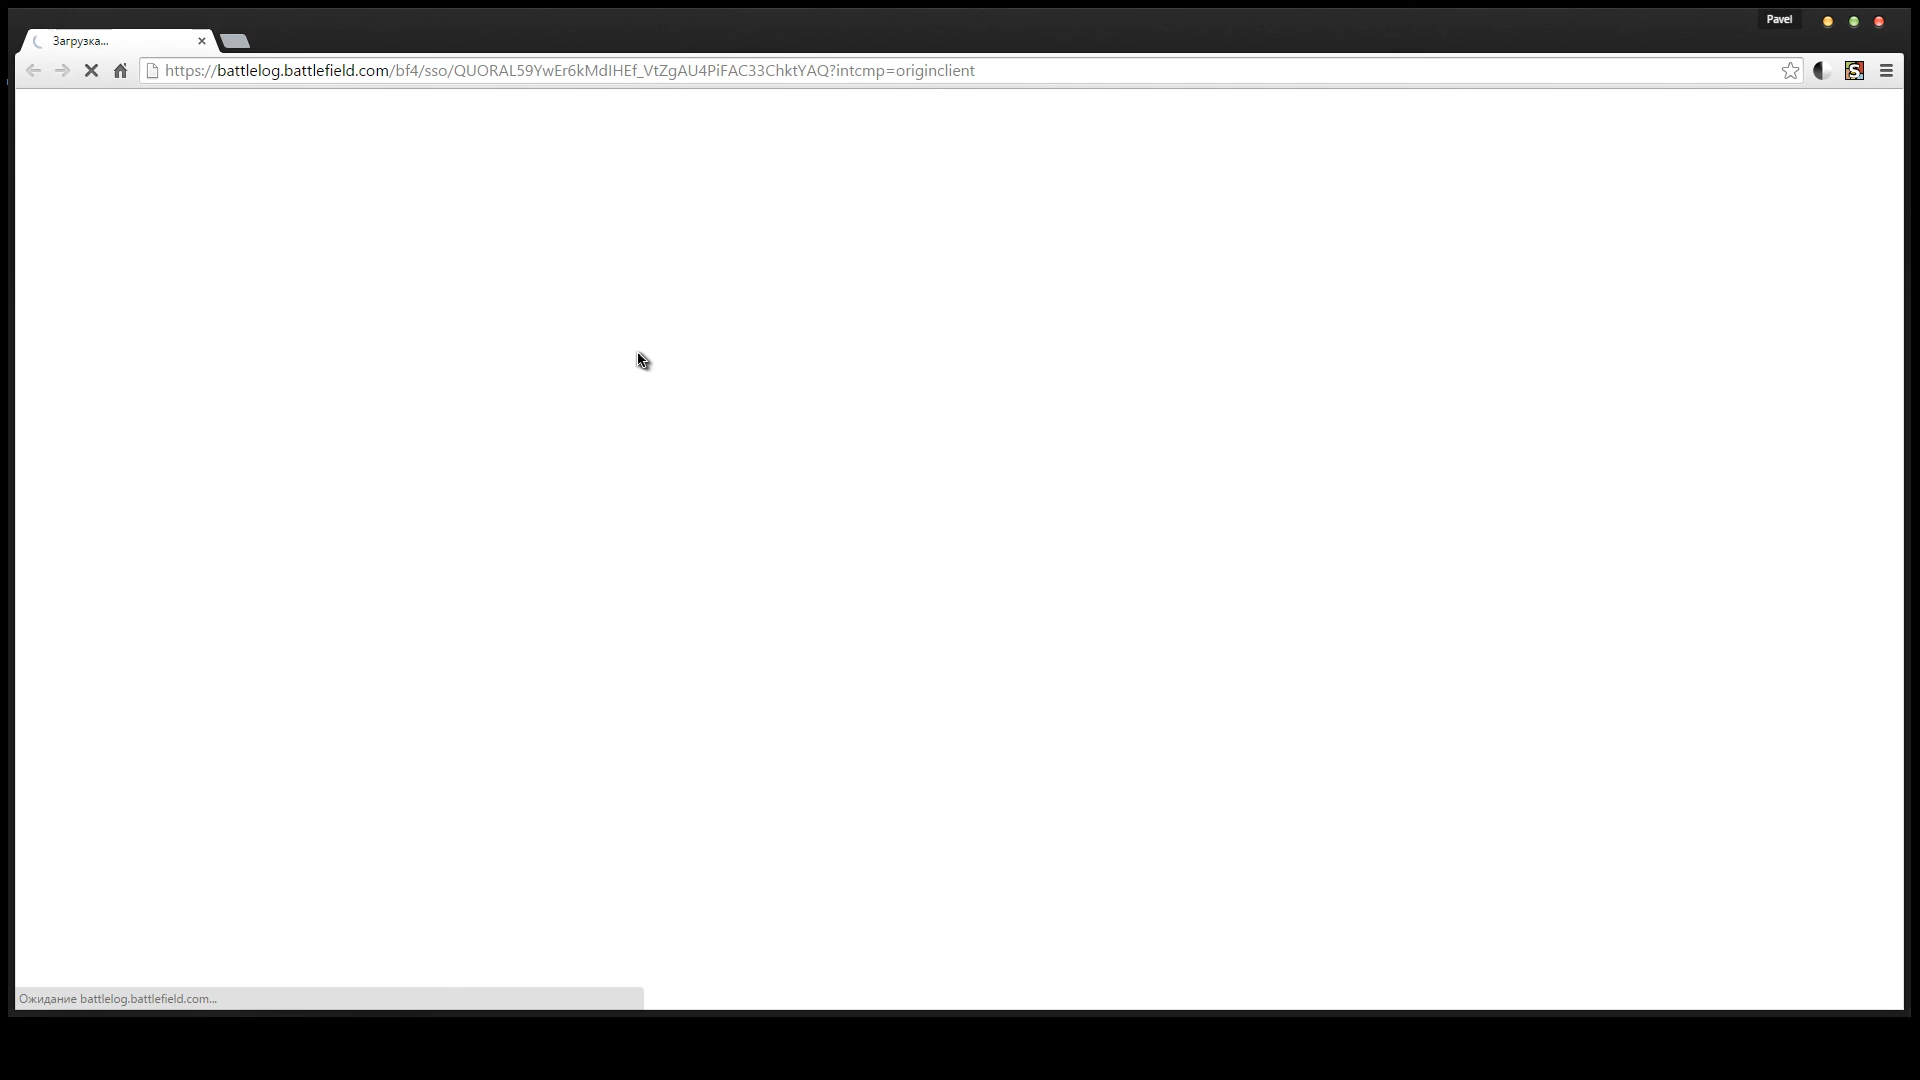 Pavel
Загрузка...
https://battlelog.battlefield.com/bf4/sso/QUORAL59YwEr6kMdIHEf_VtZgAU4PiFAC33ChktYAQ?intcmp=originclient
S
Ожидание battlelog.battlefield.com...